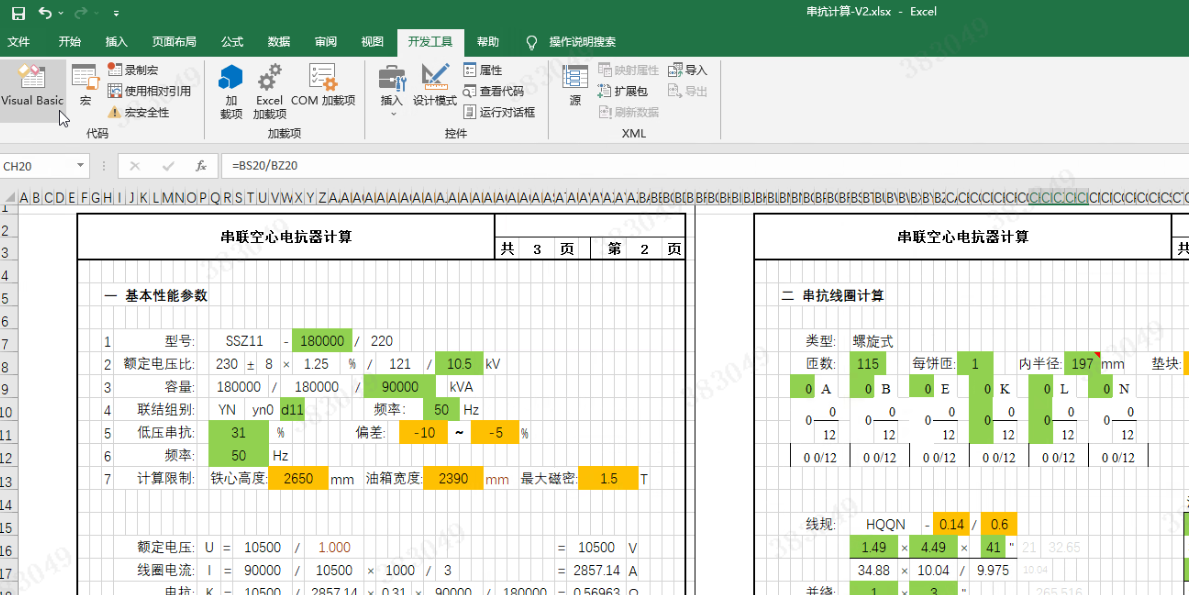 串抗计算-V2.xlsx - Excel
文件 开始 插入 页面布局 公式 数据 审阅 视图 开发工具 帮助 操作说明搜索
Visual Basic 宏 录制宏 使用相对引用 宏安全性 代码
加载项 Excel 加载项 COM 加载项 加载项
插入 设计模式 属性 查看代码 运行对话框 控件
源 映射属性 扩展包 刷新数据 导入 导出 XML
CH20 fx =BS20/BZ20
A B C D E F G H I J K L M N O P Q R S T U V W X Y Z
串联空心电抗器计算
共 3 页 第 2 页
一 基本性能参数
1 型号: SSZ11 - 180000 / 220
2 额定电压比: 230 ± 8 × 1.25 % / 121 / 10.5 kV
3 容量: 180000 / 180000 / 90000 kVA
4 联结组别: YN yn0 d11 频率: 50 Hz
5 低压串抗: 31 % 偏差: -10 ~ -5 %
6 频率: 50 Hz
7 计算限制: 铁心高度: 2650 mm 油箱宽度: 2390 mm 最大磁密: 1.5 T
额定电压: U = 10500 / 1.000 = 10500 V
线圈电流: I = 90000 / 10500 × 1000 / 3 = 2857.14 A
电抗: K = 10500 / 2857.14 × 0.31 × 90000 / 180000 = 0.56963 Ω
串联空心电抗器计算
共
二 串抗线圈计算
类型: 螺旋式
匝数: 115 每饼匝: 1 内半径: 197 mm 垫块:
0 A 0 B 0 E 0 K 0 L 0 N
0 0 0 0 0 0 0 0 0 0 0 0
12 12 12 12 12 12
0 0/12 0 0/12 0 0/12 0 0/12 0 0/12 0 0/12
线规: HQQN - 0.14 / 0.6
1.49 × 4.49 × 41 " 21 32.65
34.88 × 10.04 / 9.975 10.04
并绕: 1 × 3 " 265.516
383049